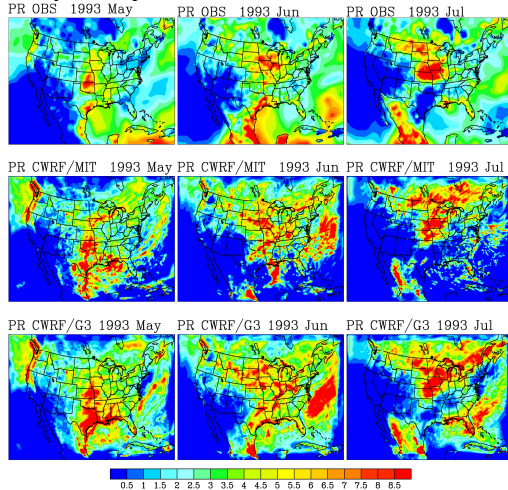 PR OBS 1993 May
PR OBS 1993 Jun
PR OBS 1993 Jul
PR CWRF/MIT 1993 May
PR CWRF/MIT 1993 Jun
PR CWRF/MIT 1993 Jul
PR CWRF/G3 1993 May
PR CWRF/G3 1993 Jun
PR CWRF/G3 1993 Jul
0.5 1 1.5 2 2.5 3 3.5 4 4.5 5 5.5 6 6.5 7 7.5 8 8.5